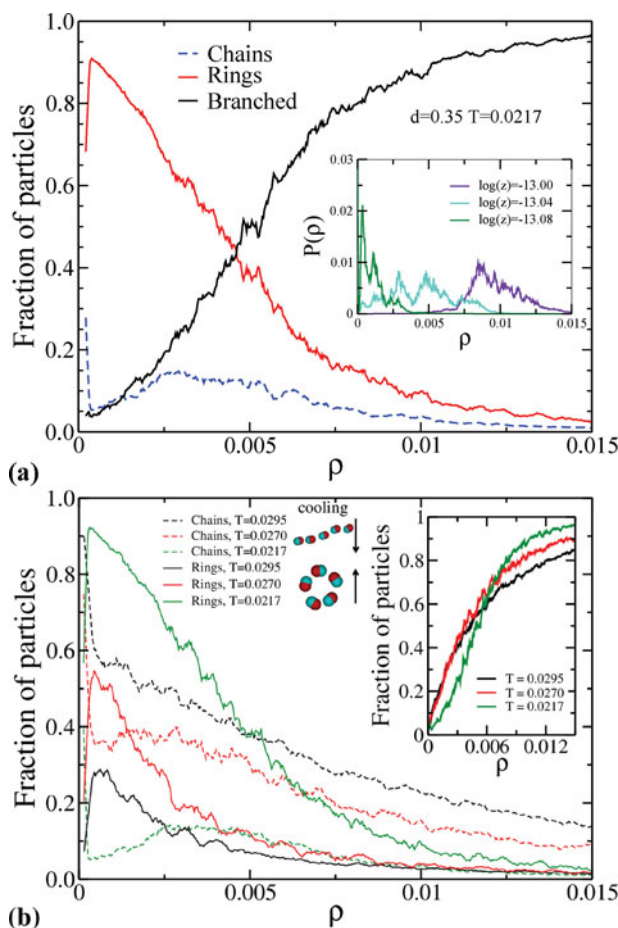 1.0
0.8
0.6
0.4
0.2
0.0
Fraction of particles
Chains
Rings
Branched
d=0.35 T=0.0217
0.03
0.02
0.01
0
P(ρ)
log(z)=-13.00
log(z)=-13.04
log(z)=-13.08
0 0.005 0.01 0.015
ρ
0 0.005 0.01 0.015
ρ
(a)
1.0
0.8
0.6
0.4
0.2
0.0
Fraction of particles
Chains, T=0.0295
Chains, T=0.0270
Chains, T=0.0217
Rings, T=0.0295
Rings, T=0.0270
Rings, T=0.0217
cooling
1
0.8
0.6
0.4
0.2
0
Fraction of particles
T = 0.0295
T = 0.0270
T = 0.0217
0 0.006 0.012
ρ
0 0.005 0.01 0.015
ρ
(b)